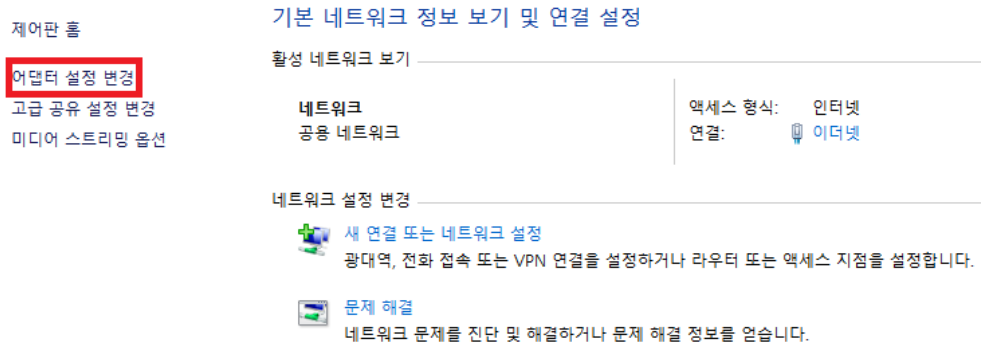 제어판 홈
어댑터 설정 변경
고급 공유 설정 변경
미디어 스트리밍 옵션
기본 네트워크 정보 보기 및 연결 설정
활성 네트워크 보기
네트워크
공용 네트워크
액세스 형식: 인터넷
연결: 이더넷
네트워크 설정 변경
새 연결 또는 네트워크 설정
광대역, 전화 접속 또는 VPN 연결을 설정하거나 라우터 또는 액세스 지점을 설정합니다.
문제 해결
네트워크 문제를 진단 및 해결하거나 문제 해결 정보를 얻습니다.